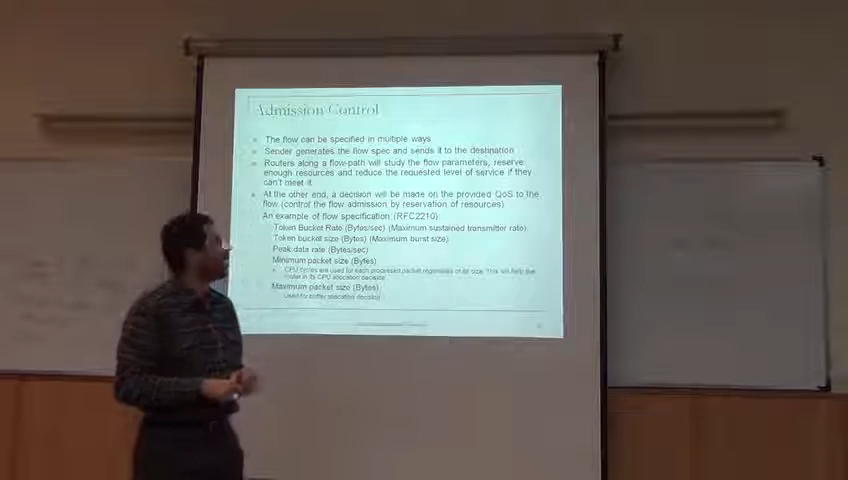 Admission Control
The flow can be specified in multiple ways
Sender generates the flow spec and sends it to the destination
Routers along a flow-path will study the flow parameters, reserve
enough resources and reduce the requested level of service if they
can't meet it
At the other end, a decision will be made on the provided QoS to the
flow (control the flow admission by reservation of resources)
An example of flow specification (RFC2210):
Token Bucket Rate (Bytes/sec) (Maximum sustained transmitter rate)
Token bucket size (Bytes) (Maximum burst size)
Peak data rate (Bytes/sec)
Minimum packet size (Bytes)
CPU cycles are used for each processed packet regardless of its size. This will help the
router in its CPU allocation decision
Maximum packet size (Bytes)
Used for buffer allocation decision